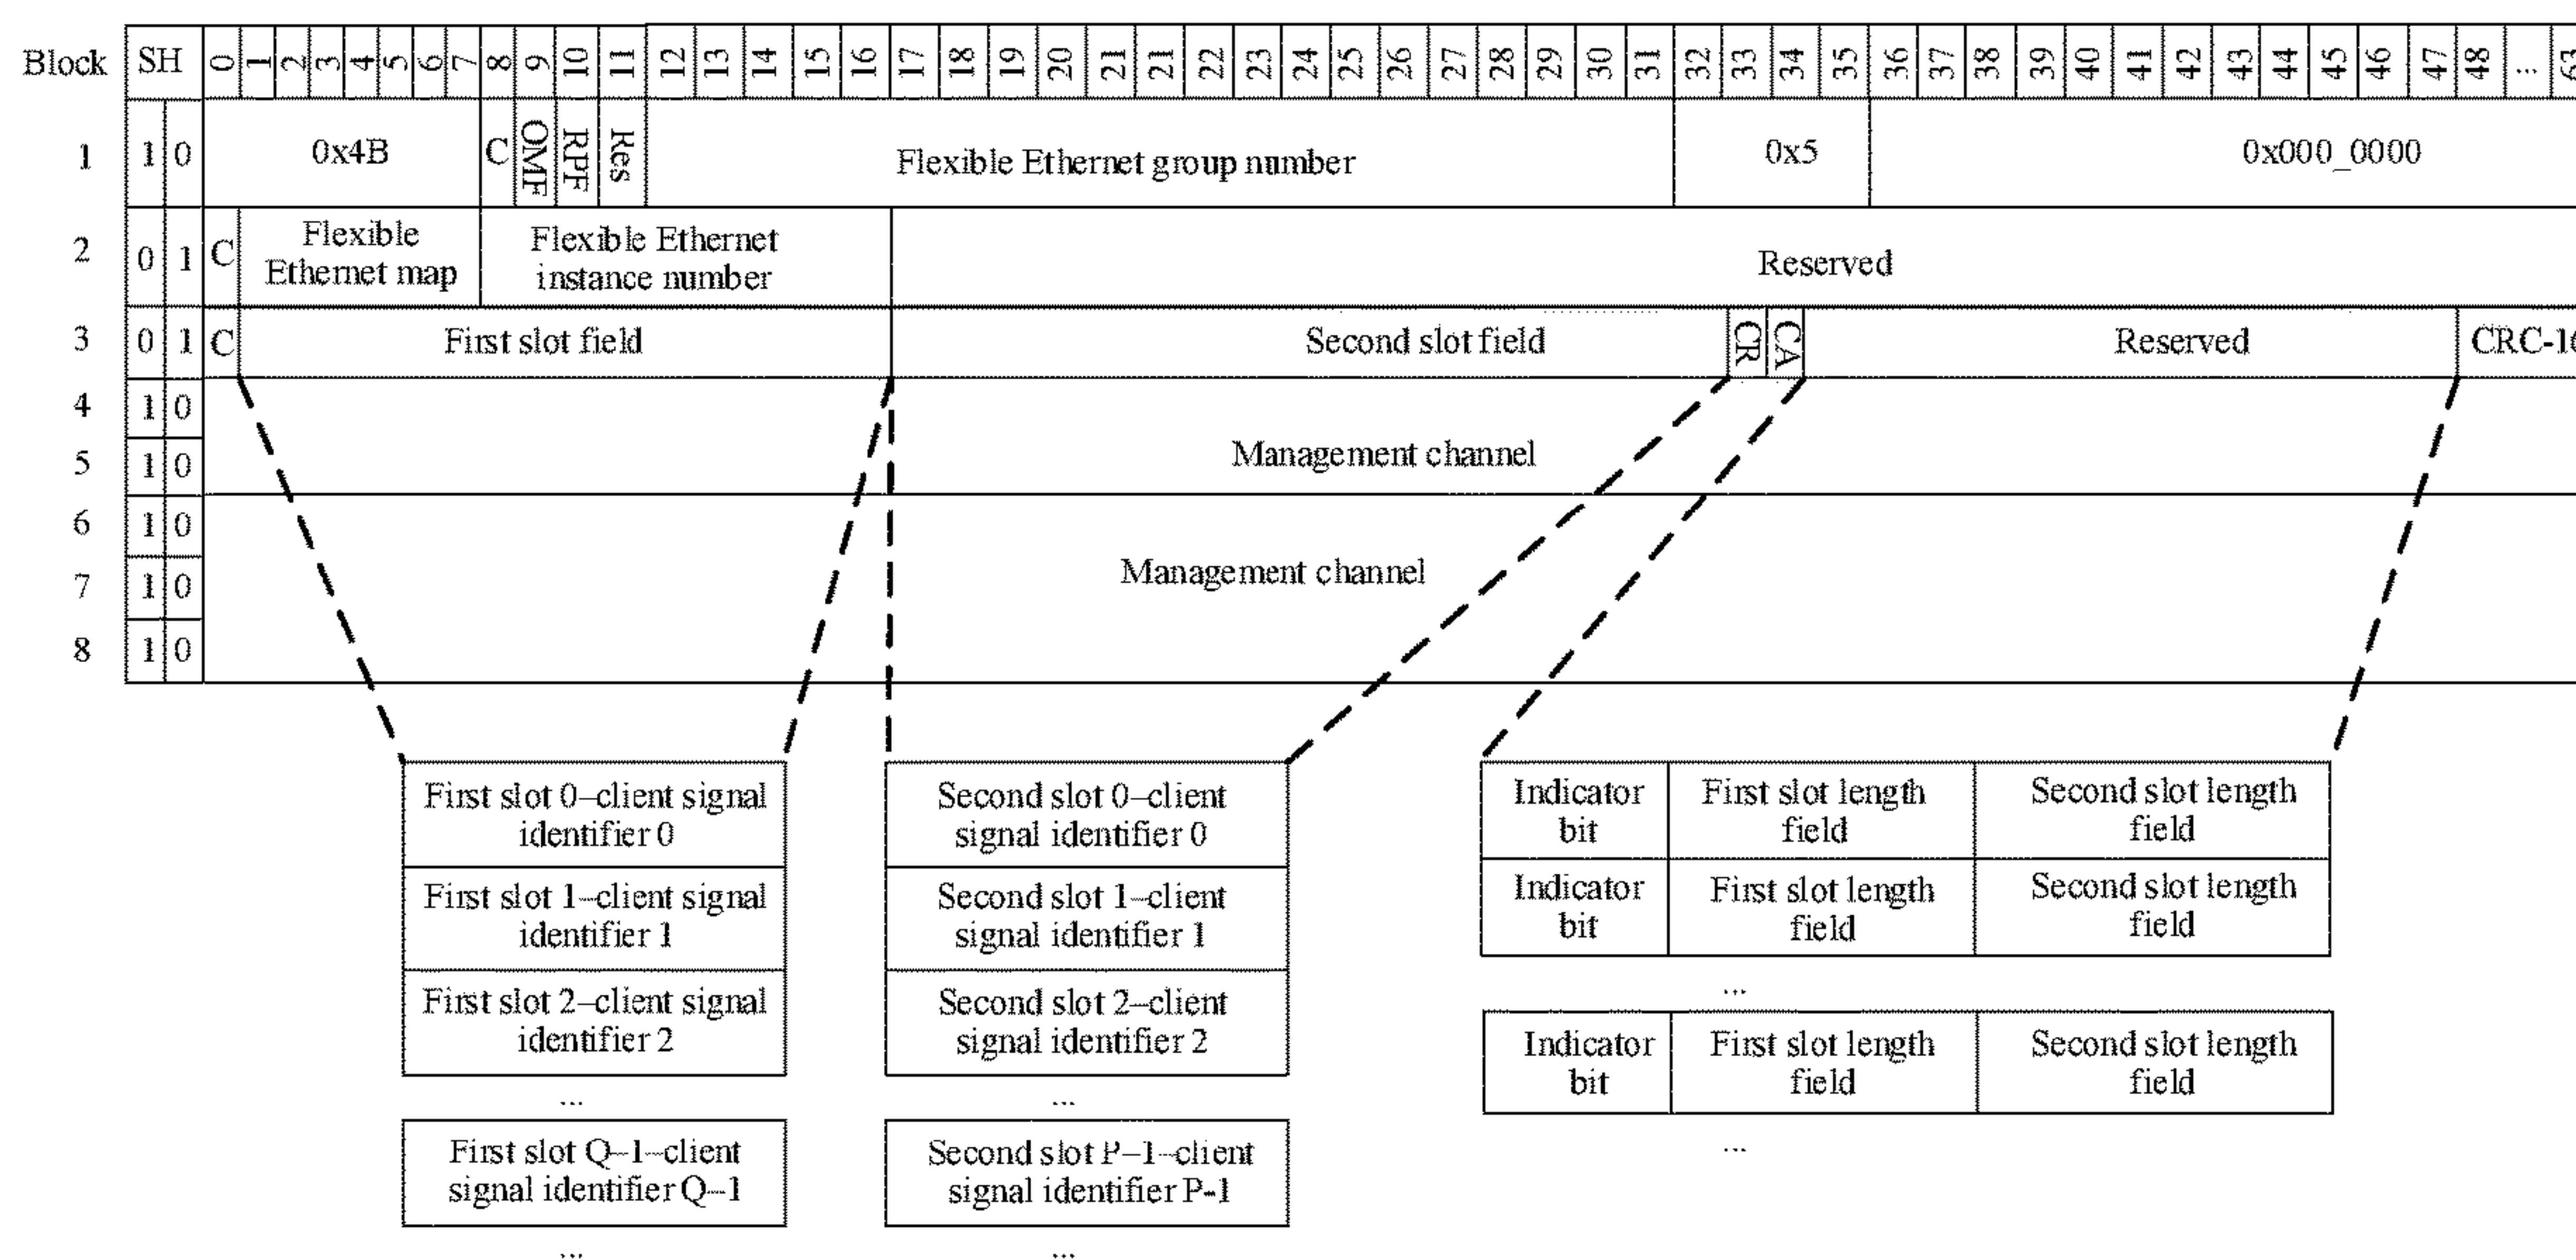 Block SH 0 1 2 3 4 5 6 7 8 9 10 11 12 13 14 15 16 17 18 19 20 21 21 22 23 24 25 26 27 28 29 30 31 32 33 34 35 36 37 38 39 40 41 42 43 44 45 46 47 48 ... 63
1 1 0 0x4B C OMF RPF Res Flexible Ethernet group number 0x5 0x000_0000
2 0 1 C Flexible
Ethernet map
Flexible Ethernet
instance number
Reserved
3 0 1 C First slot field Second slot field CR CA Reserved CRC-16
4 1 0
5 1 0 Management channel
6 1 0
7 1 0 Management channel
8 1 0
First slot 0–client signal
identifier 0
First slot 1–client signal
identifier 1
First slot 2–client signal
identifier 2
...
First slot Q–1–client
signal identifier Q–1
...
Second slot 0–client
signal identifier 0
Second slot 1–client
signal identifier 1
Second slot 2–client
signal identifier 2
...
Second slot P–1–client
signal identifier P-1
...
Indicator
bit
First slot length
field
Second slot length
field
Indicator
bit
First slot length
field
Second slot length
field
...
Indicator
bit
First slot length
field
Second slot length
field
...